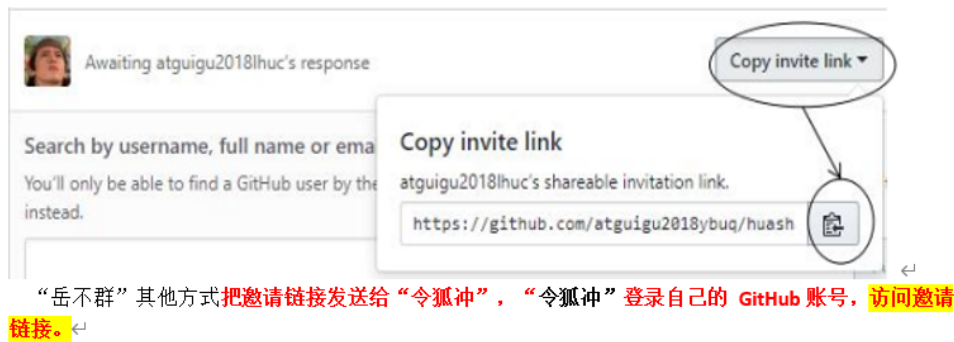 Awaiting atguigu2018lhuc's response
Copy invite link
Search by username, full name or ema
Copy invite link
You'll only be able to find a GitHub user by the
atguigu2018lhuc's shareable invitation link.
instead.
https://github.com/atguigu2018ybuq/huash
“岳不群”其他方式把邀请链接发送给“令狐冲”，“令狐冲”登录自己的 GitHub 账号，访问邀请
链接。